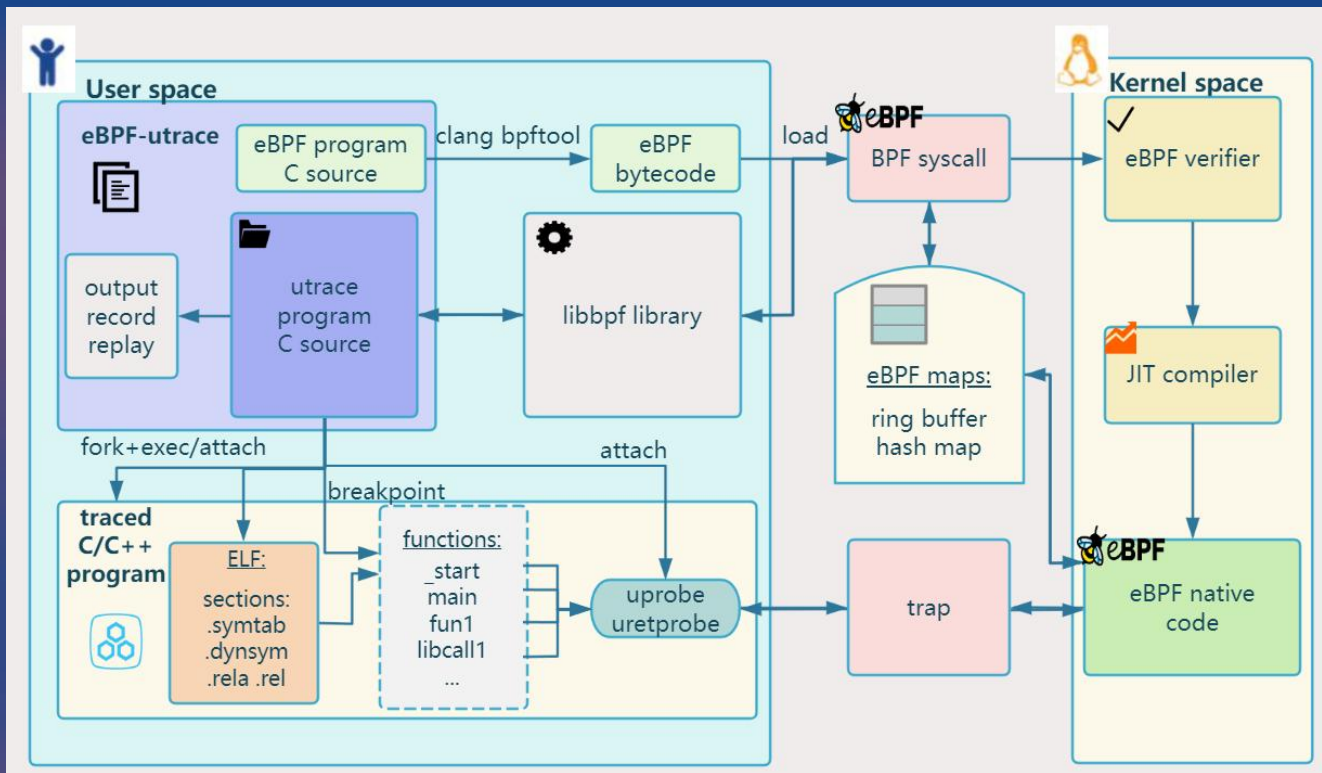 User space
eBPF-utrace
eBPF program
C source
clang bpftool
eBPF
bytecode
load
eBPF
BPF syscall
Kernel space
eBPF verifier
output
record
replay
utrace
program
C source
libbpf library
eBPF maps:
ring buffer
hash map
JIT compiler
fork+exec/attach
attach
breakpoint
traced
C/C++
program
ELF:
sections:
.symtab
.dynsym
.rela .rel
functions:
_start
main
fun1
libcall1
...
uprobe
uretprobe
trap
eBPF
eBPF native
code